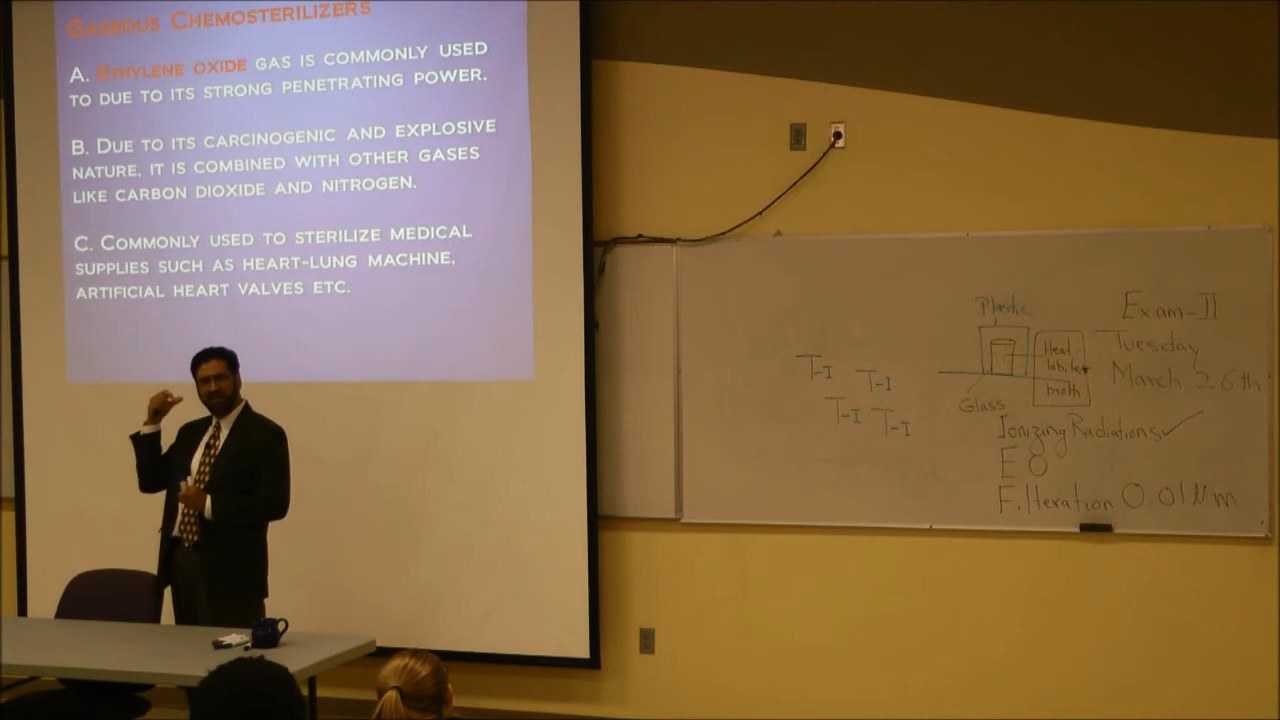 GASEOUS CHEMOSTERILIZERS
A. ETHYLENE OXIDE GAS IS COMMONLY USED
TO DUE TO ITS STRONG PENETRATING POWER.
B. DUE TO ITS CARCINOGENIC AND EXPLOSIVE
NATURE, IT IS COMBINED WITH OTHER GASES
LIKE CARBON DIOXIDE AND NITROGEN.
C. COMMONLY USED TO STERILIZE MEDICAL
SUPPLIES SUCH AS HEART-LUNG MACHINE,
ARTIFICIAL HEART VALVES ETC.
T-I
T-I
T-I
T-I
Plastic
Heat-
labile
broth
Glass
Exam-II
Tuesday
March 26th
Ionizing Radiations ✓
EO
Filteration 0.01 µm